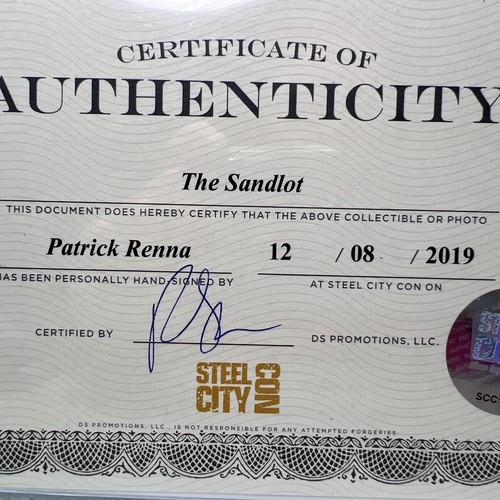 CERTIFICATE OF
AUTHENTICITY
The Sandlot
THIS DOCUMENT DOES HEREBY CERTIFY THAT THE ABOVE COLLECTIBLE OR PHOTO
Patrick Renna 12 / 08 / 2019
HAS BEEN PERSONALLY HAND-SIGNED BY AT STEEL CITY CON ON
CERTIFIED BY DS PROMOTIONS, LLC.
STEEL CITY CON
DS PROMOTIONS, LLC., IS NOT RESPONSIBLE FOR ANY ATTEMPTED FORGERIES